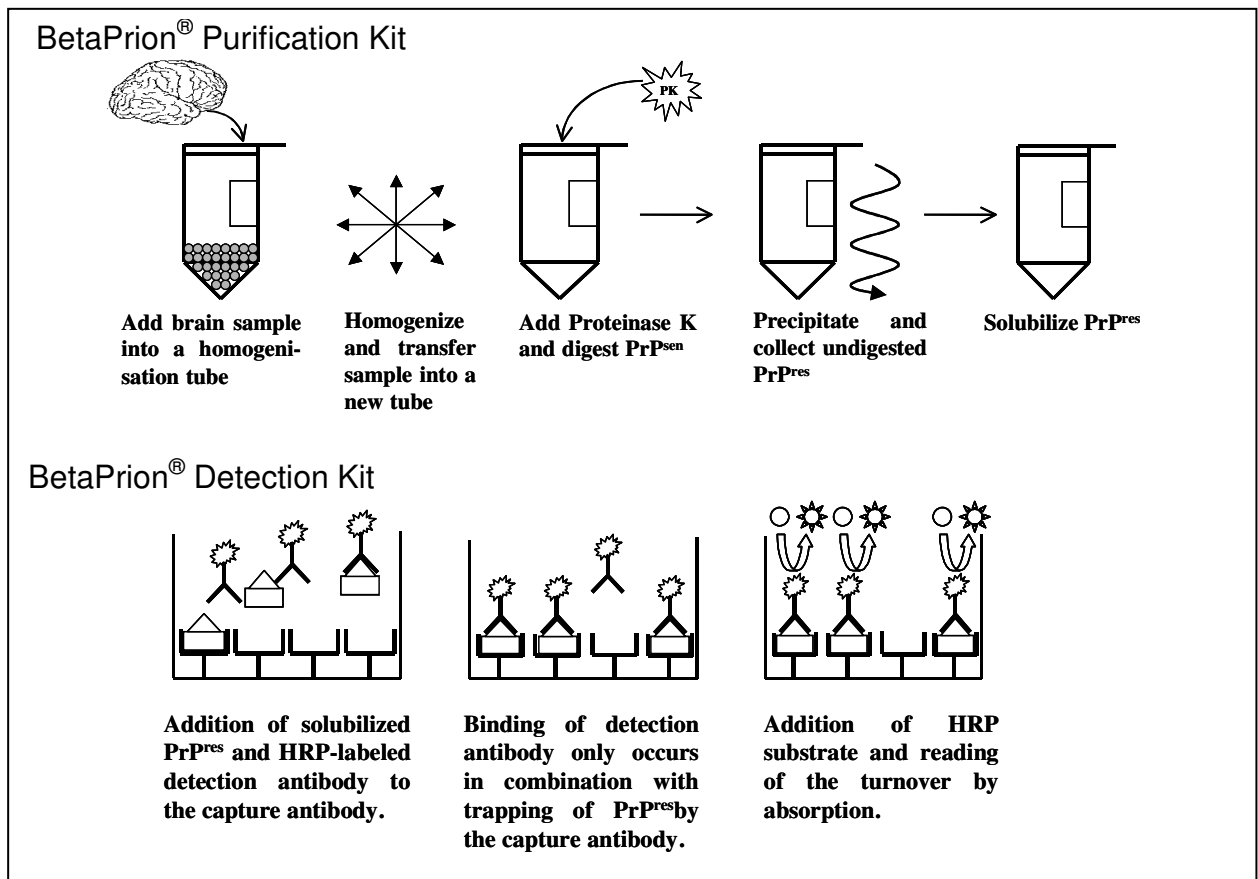 BetaPrion® Purification Kit
PK
Add brain sample
into a homogeni-
sation tube
Homogenize
and transfer
sample into a
new tube
Add Proteinase K
and digest PrPsen
Precipitate and
collect undigested
PrPres
Solubilize PrPres
BetaPrion® Detection Kit
Addition of solubilized
PrPres and HRP-labeled
detection antibody to
the capture antibody.
Binding of detection
antibody only occurs
in combination with
trapping of PrPresby
the capture antibody.
Addition of HRP
substrate and reading
of the turnover by
absorption.